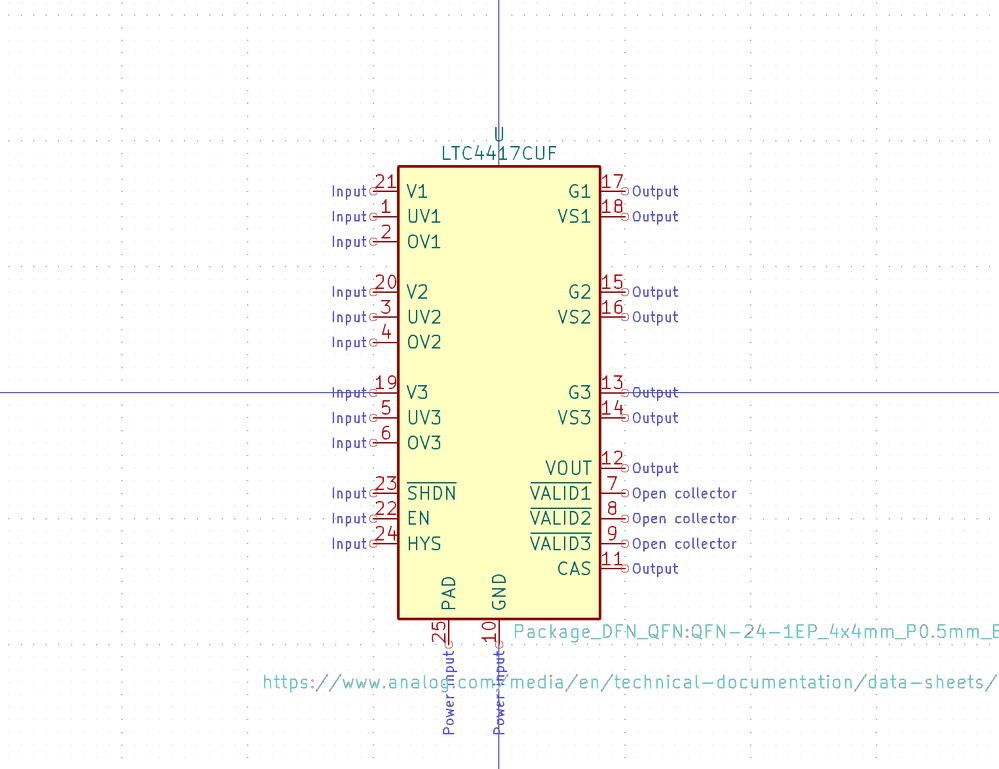 U
LTC4417CUF
Input 21 V1 G1 17 Output
Input 1 UV1 VS1 18 Output
Input 2 OV1
Input 20 V2 G2 15 Output
Input 3 UV2 VS2 16 Output
Input 4 OV2
Input 19 V3 G3 13 Output
Input 5 UV3 VS3 14 Output
Input 6 OV3
VOUT 12 Output
Input 23 SHDN VALID1 7 Open collector
Input 22 EN VALID2 8 Open collector
Input 24 HYS VALID3 9 Open collector
CAS 11 Output
PAD 25 Power input
GND 10 Power input
Package_DFN_QFN:QFN-24-1EP_4x4mm_P0.5mm_E
https://www.analog.com/media/en/technical-documentation/data-sheets/